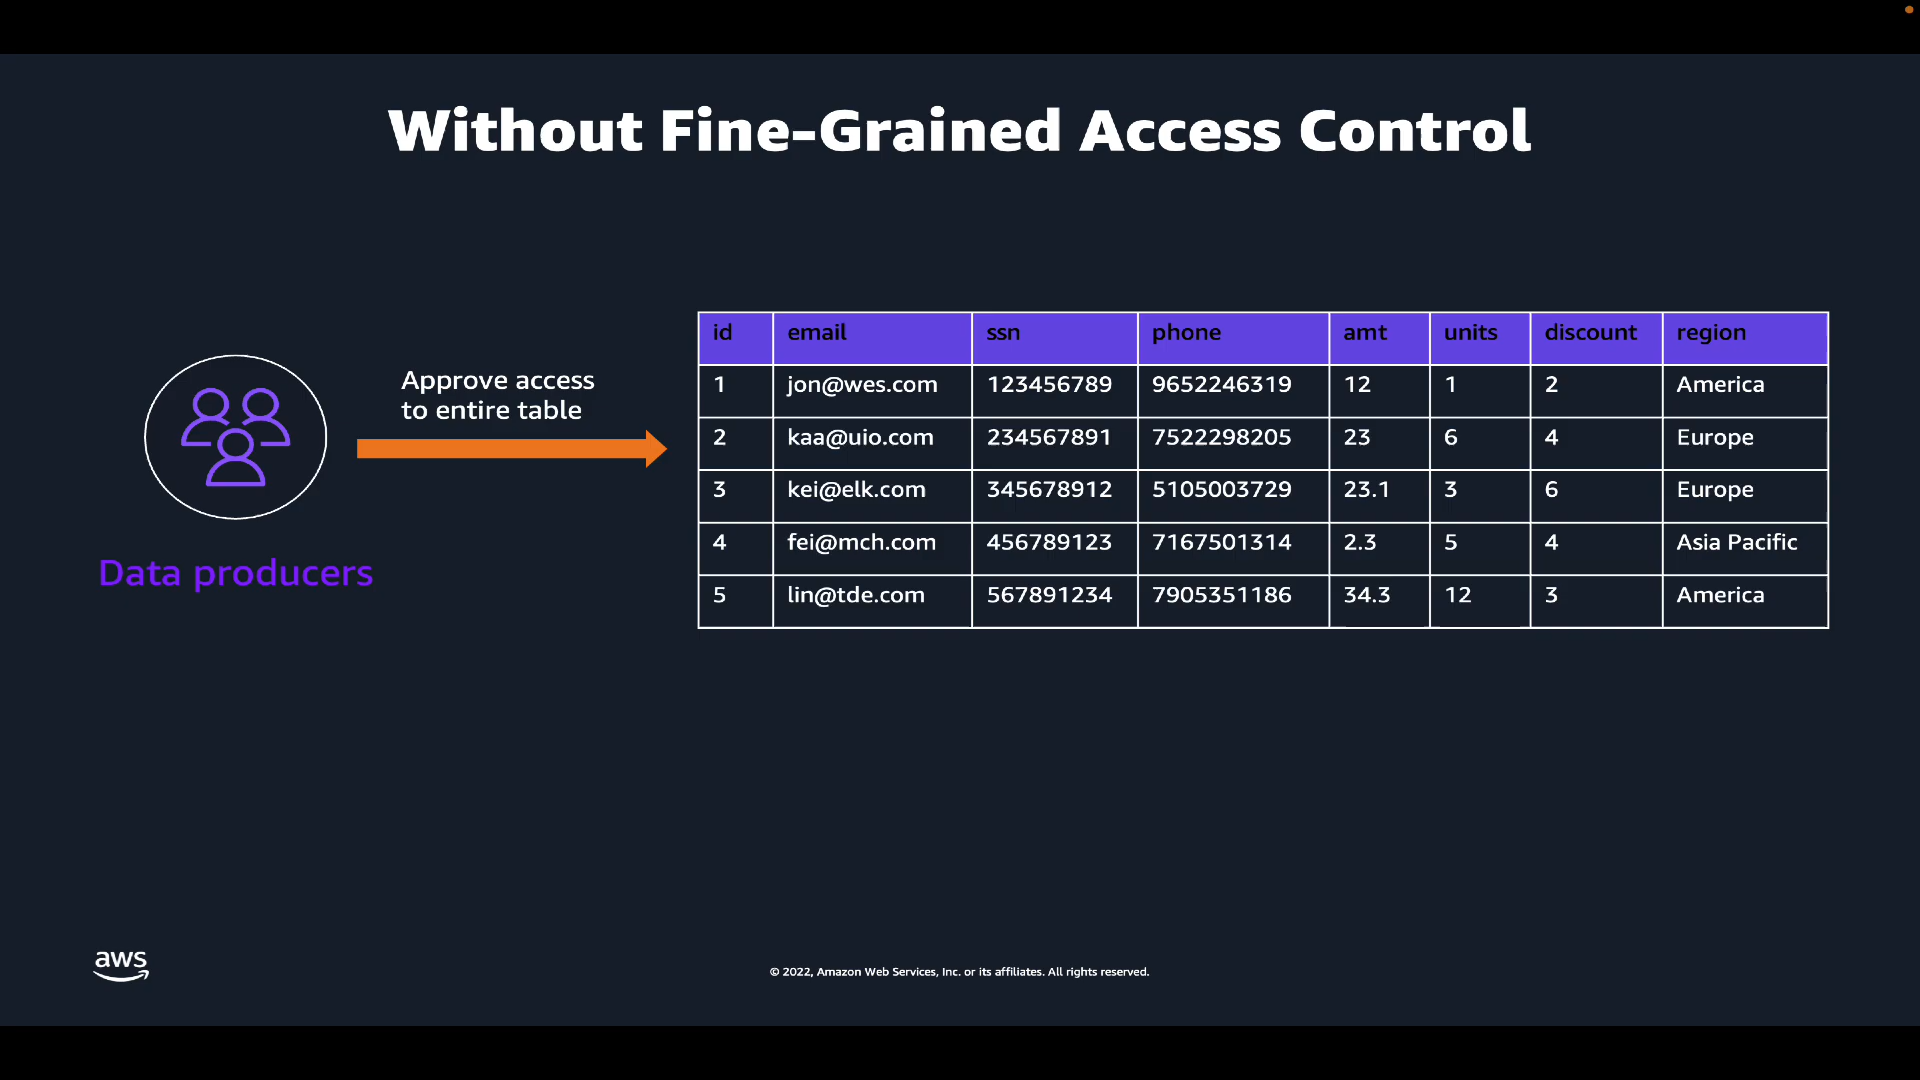 Without Fine-Grained Access Control
Approve access
to entire table
Data producers
id email ssn phone amt units discount region
1 jon@wes.com 123456789 9652246319 12 1 2 America
2 kaa@uio.com 234567891 7522298205 23 6 4 Europe
3 kei@elk.com 345678912 5105003729 23.1 3 6 Europe
4 fei@mch.com 456789123 7167501314 2.3 5 4 Asia Pacific
5 lin@tde.com 567891234 7905351186 34.3 12 3 America
aws
© 2022, Amazon Web Services, Inc. or its affiliates. All rights reserved.